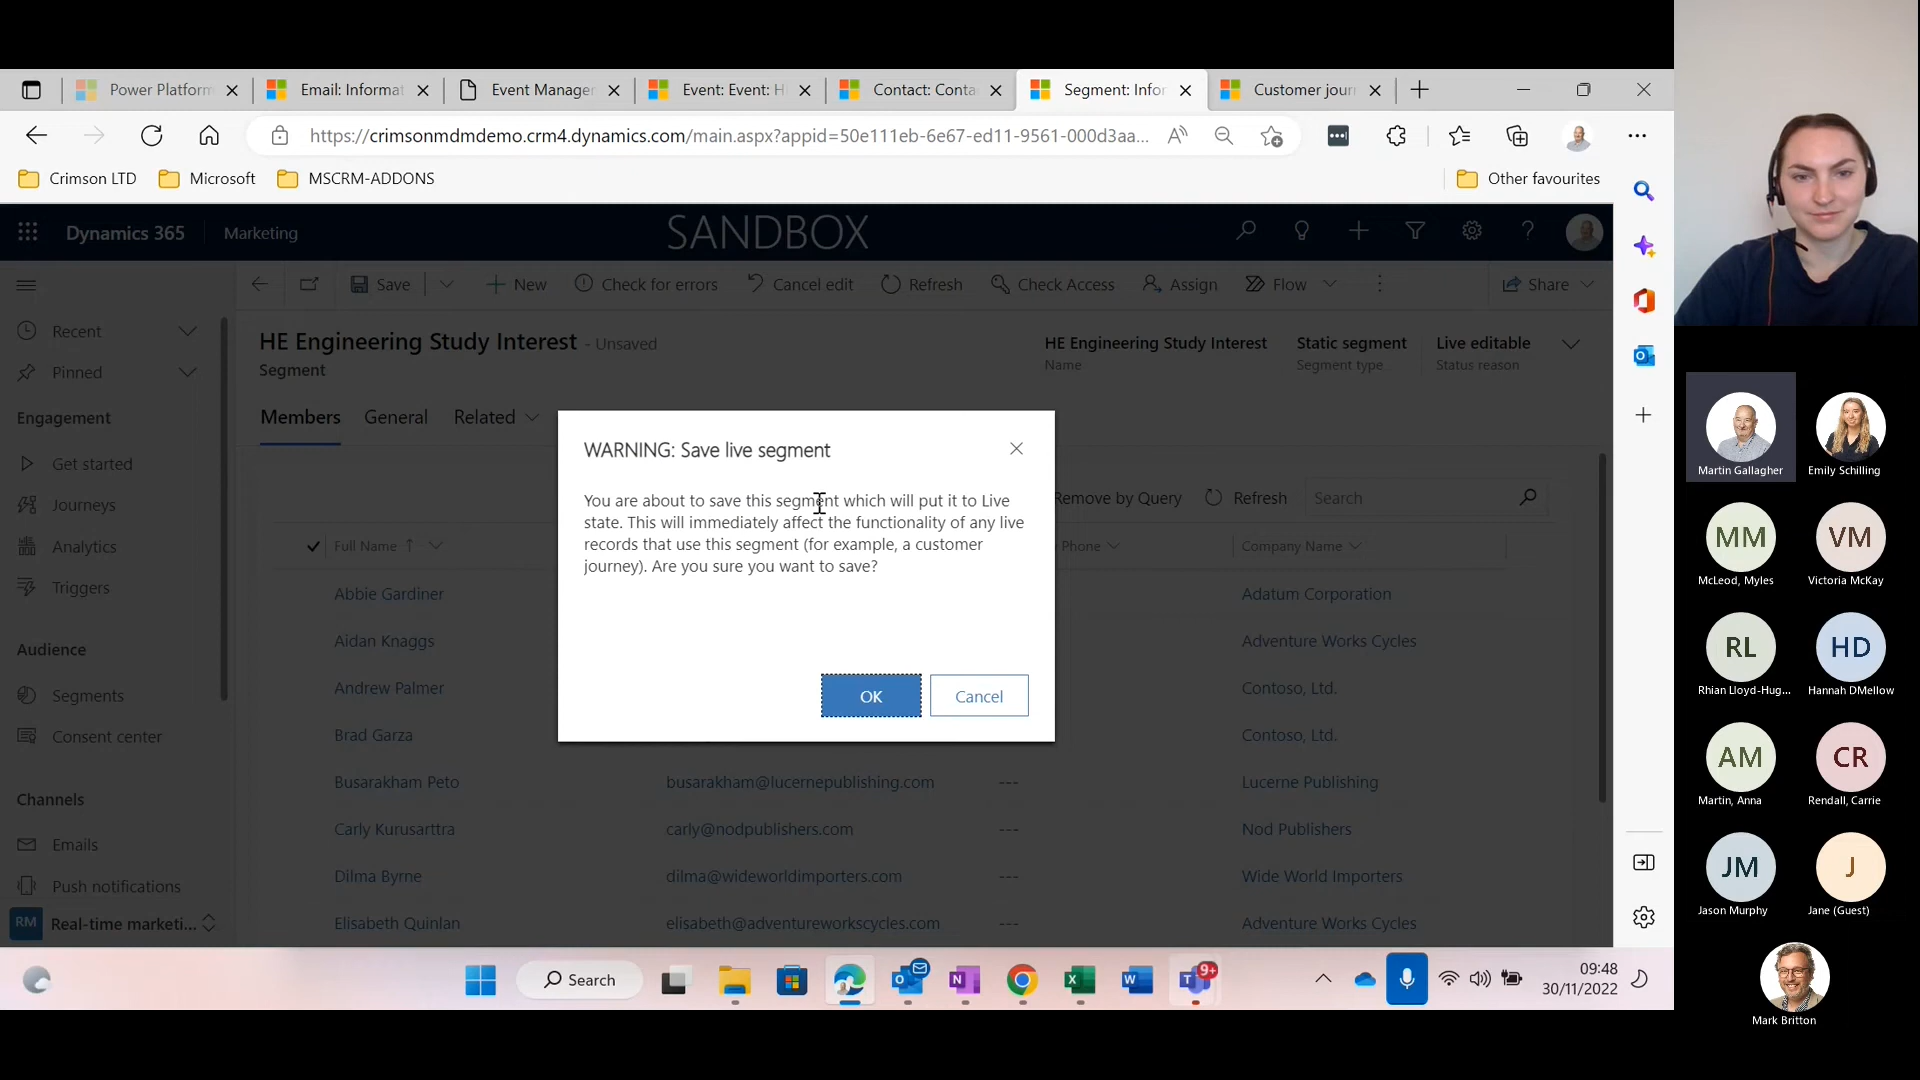 Power Platform
Email: Informat
Event Manager
Event: Event: H
Contact: Conta
Segment: Infor
Customer jour
https://crimsonmdmdemo.crm4.dynamics.com/main.aspx?appid=50e111eb-6e67-ed11-9561-000d3aa...
Crimson LTD
Microsoft
MSCRM-ADDONS
Other favourites
Dynamics 365
Marketing
SANDBOX
Save
New
Check for errors
Cancel edit
Refresh
Check Access
Assign
Flow
Share
Recent
Pinned
Engagement
Get started
Journeys
Analytics
Triggers
Audience
Segments
Consent center
Channels
Emails
Push notifications
RM Real-time marketi...
HE Engineering Study Interest - Unsaved
Segment
HE Engineering Study Interest
Name
Static segment
Segment type
Live editable
Status reason
Members
General
Related
Remove by Query
Refresh
Search
Full Name
Phone
Company Name
WARNING: Save live segment
You are about to save this segment which will put it to Live
state. This will immediately affect the functionality of any live
records that use this segment (for example, a customer
journey). Are you sure you want to save?
OK
Cancel
Abbie Gardiner
Adatum Corporation
Aidan Knaggs
Adventure Works Cycles
Andrew Palmer
Contoso, Ltd.
Brad Garza
Contoso, Ltd.
Busarakham Peto busarakham@lucernepublishing.com --- Lucerne Publishing
Carly Kurusarttra carly@nodpublishers.com --- Nod Publishers
Dilma Byrne dilma@wideworldimporters.com --- Wide World Importers
Elisabeth Quinlan elisabeth@adventureworkscycles.com --- Adventure Works Cycles
Search
9+
09:48
30/11/2022
Martin Gallagher
Emily Schilling
MM
McLeod, Myles
VM
Victoria McKay
RL
Rhian Lloyd-Hug...
HD
Hannah DMellow
AM
Martin, Anna
CR
Rendall, Carrie
JM
Jason Murphy
J
Jane (Guest)
Mark Britton